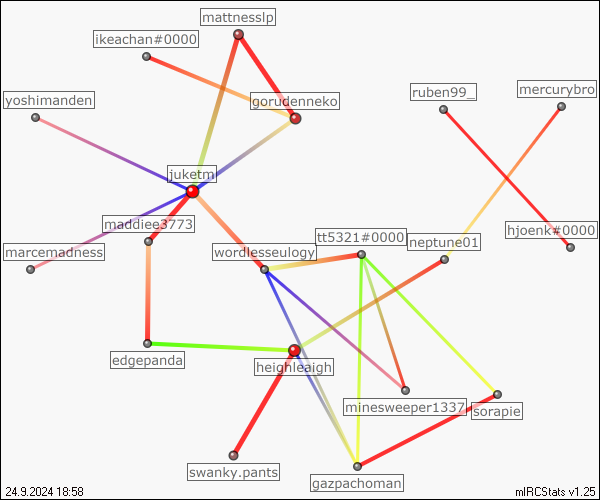 mattnesslp
ikeachan#0000
ruben99_
mercurybro
yoshimanden
gorudenneko
juketm
maddiee3773
marcemadness
wordlesseulogy
tt5321#0000
neptune01
hjoenk#0000
edgepanda
heighleaigh
minesweeper1337
sorapie
swanky.pants
gazpachoman
24.9.2024 18:58
mIRCStats v1.25